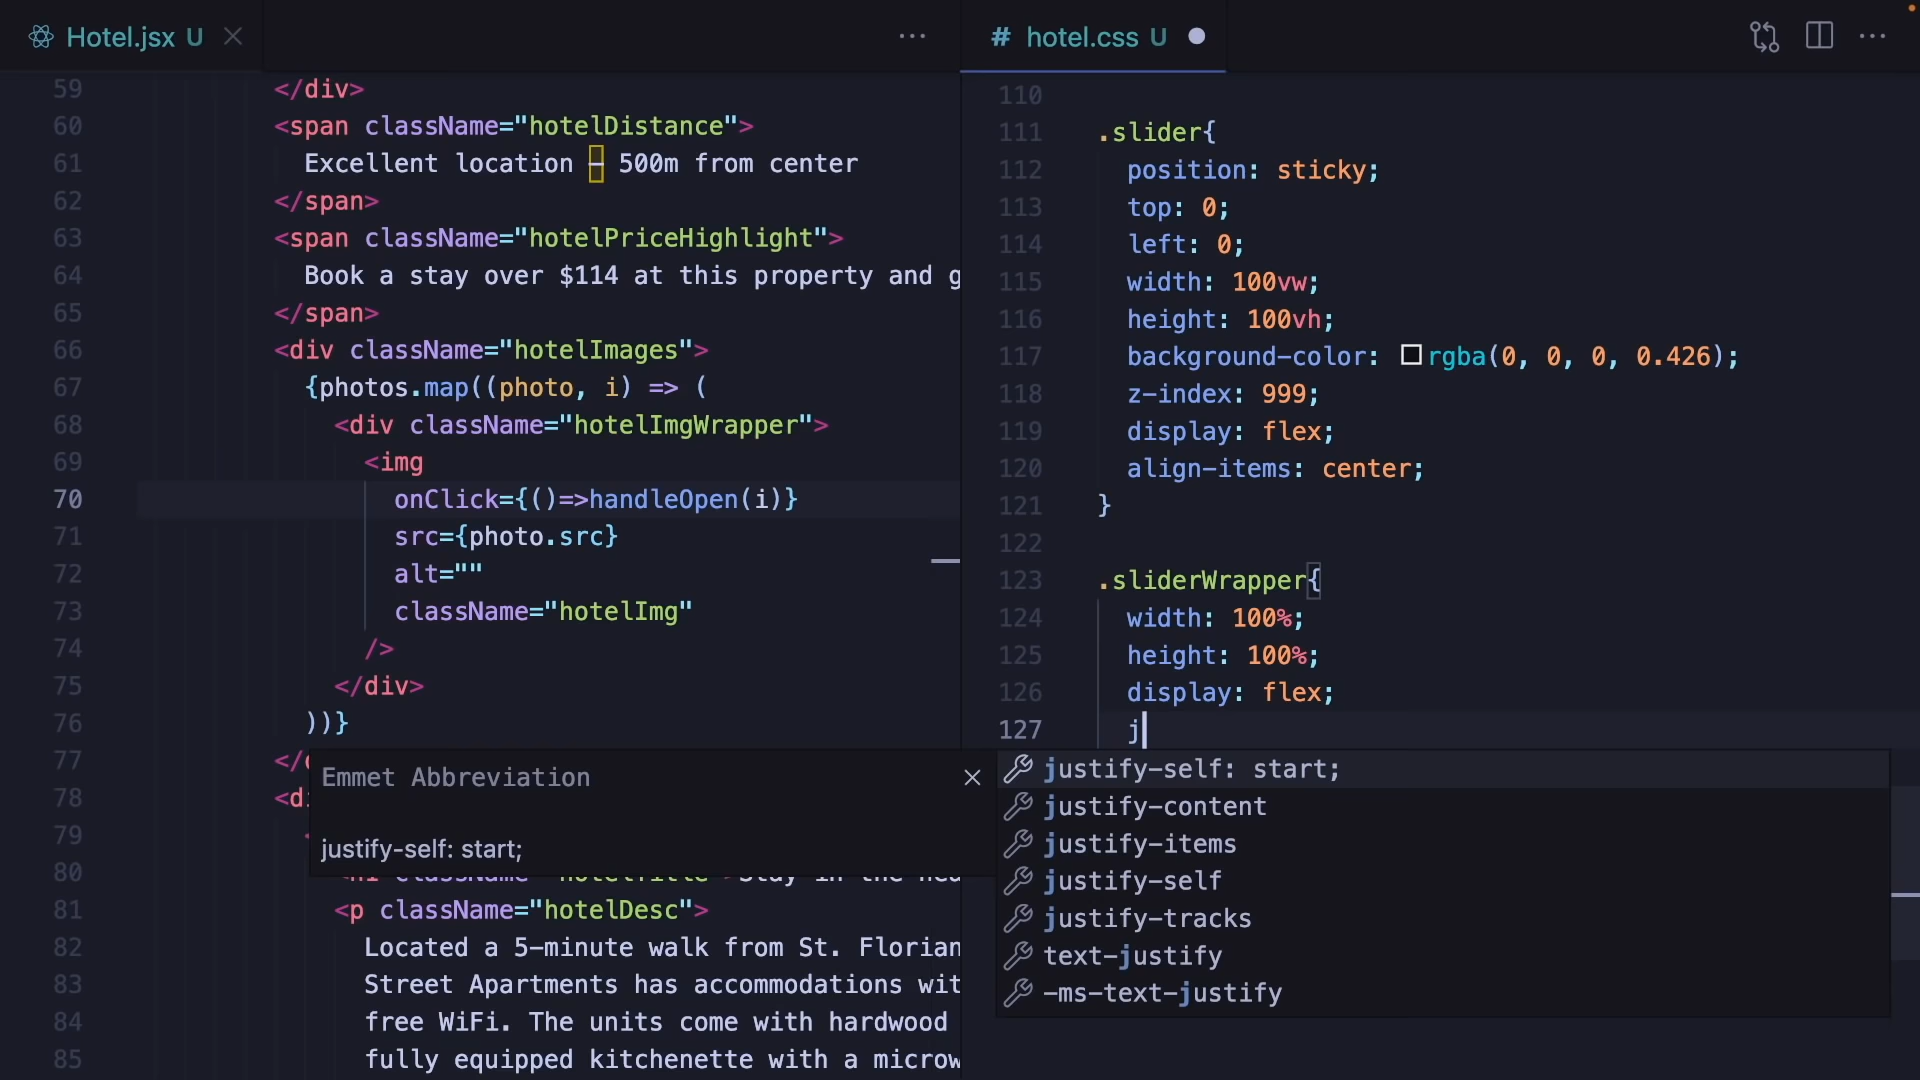 Hotel.jsx U
59 </div>
60 <span className="hotelDistance">
61 Excellent location – 500m from center
62 </span>
63 <span className="hotelPriceHighlight">
64 Book a stay over $114 at this property and g
65 </span>
66 <div className="hotelImages">
67 {photos.map((photo, i) => (
68 <div className="hotelImgWrapper">
69 <img
70 onClick={()=>handleOpen(i)}
71 src={photo.src}
72 alt=""
73 className="hotelImg"
74 />
75 </div>
76 ))}
77 </
78 <di
79
80
81 <p className="hotelDesc">
82 Located a 5-minute walk from St. Florian
83 Street Apartments has accommodations wit
84 free WiFi. The units come with hardwood
85 fully equipped kitchenette with a microw
Emmet Abbreviation
justify-self: start;
# hotel.css U
110
111 .slider{
112 position: sticky;
113 top: 0;
114 left: 0;
115 width: 100vw;
116 height: 100vh;
117 background-color: rgba(0, 0, 0, 0.426);
118 z-index: 999;
119 display: flex;
120 align-items: center;
121 }
122
123 .sliderWrapper{
124 width: 100%;
125 height: 100%;
126 display: flex;
127 j
justify-self: start;
justify-content
justify-items
justify-self
justify-tracks
text-justify
-ms-text-justify